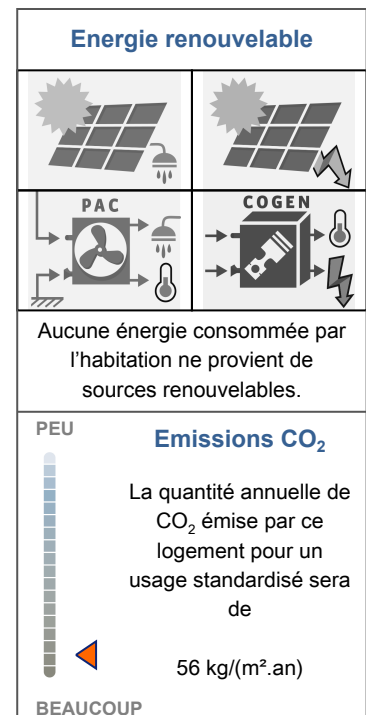 Energie renouvelable
PAC
COGEN
Aucune énergie consommée par
l’habitation ne provient de
sources renouvelables.
PEU
Emissions CO₂
La quantité annuelle de
CO₂ émise par ce
logement pour un
usage standardisé sera
de
56 kg/(m².an)
BEAUCOUP